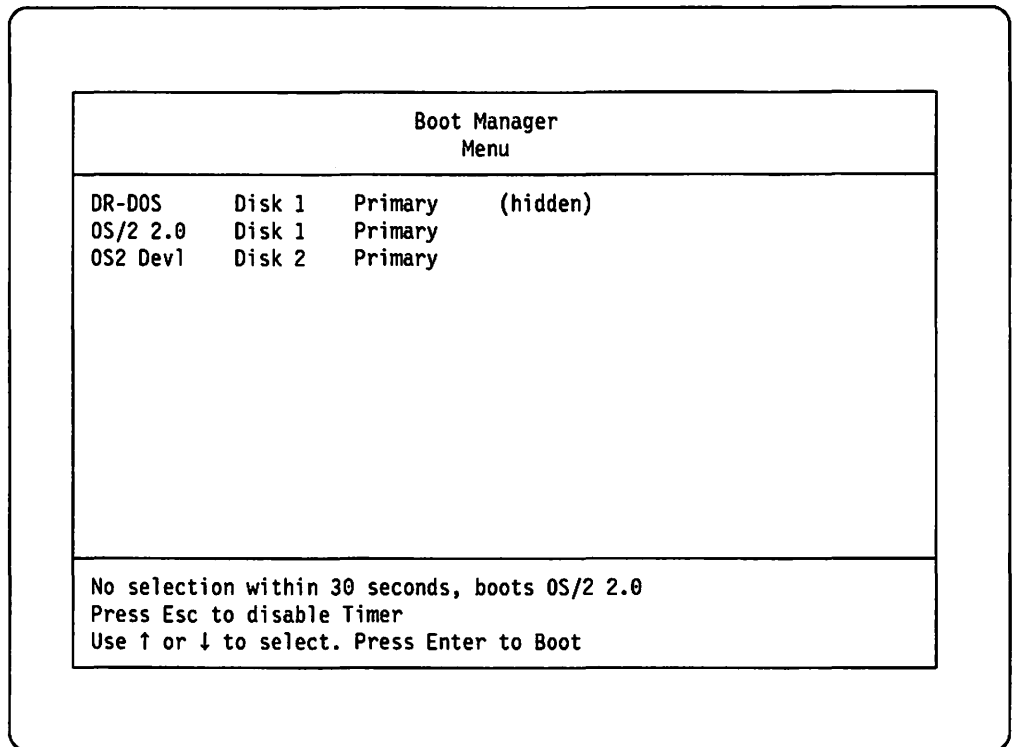 Boot Manager
Menu
DR-DOS Disk 1 Primary (hidden)
OS/2 2.0 Disk 1 Primary
OS2 Devl Disk 2 Primary
No selection within 30 seconds, boots OS/2 2.0
Press Esc to disable Timer
Use ↑ or ↓ to select. Press Enter to Boot